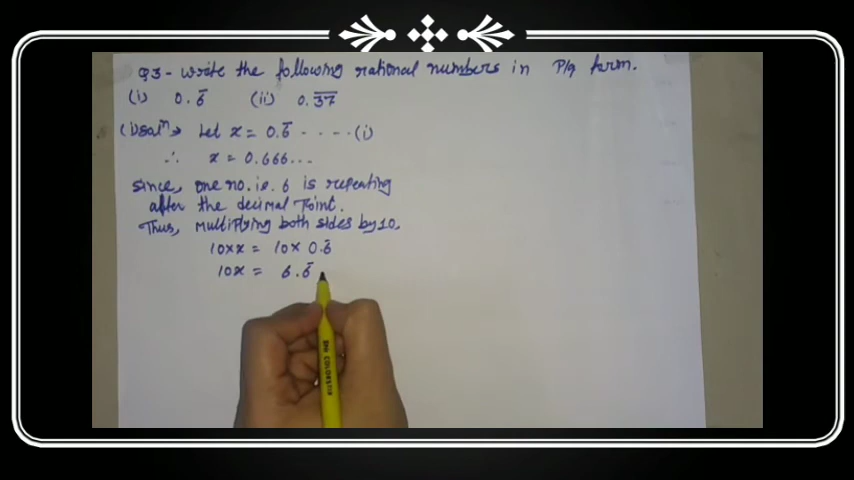 Q3- Write the following rational numbers in P/q form.
(i) 0.6̅ (ii) 0.3̅7̅
(i) Solⁿ→ Let x = 0.6̅ - - - - - (i)
∴ x = 0.666...
Since, one no. i.e. 6 is repeating
after the decimal Point.
Thus, Multiplying both sides by 10.
10×x = 10× 0.6̅
10x = 6.6̅